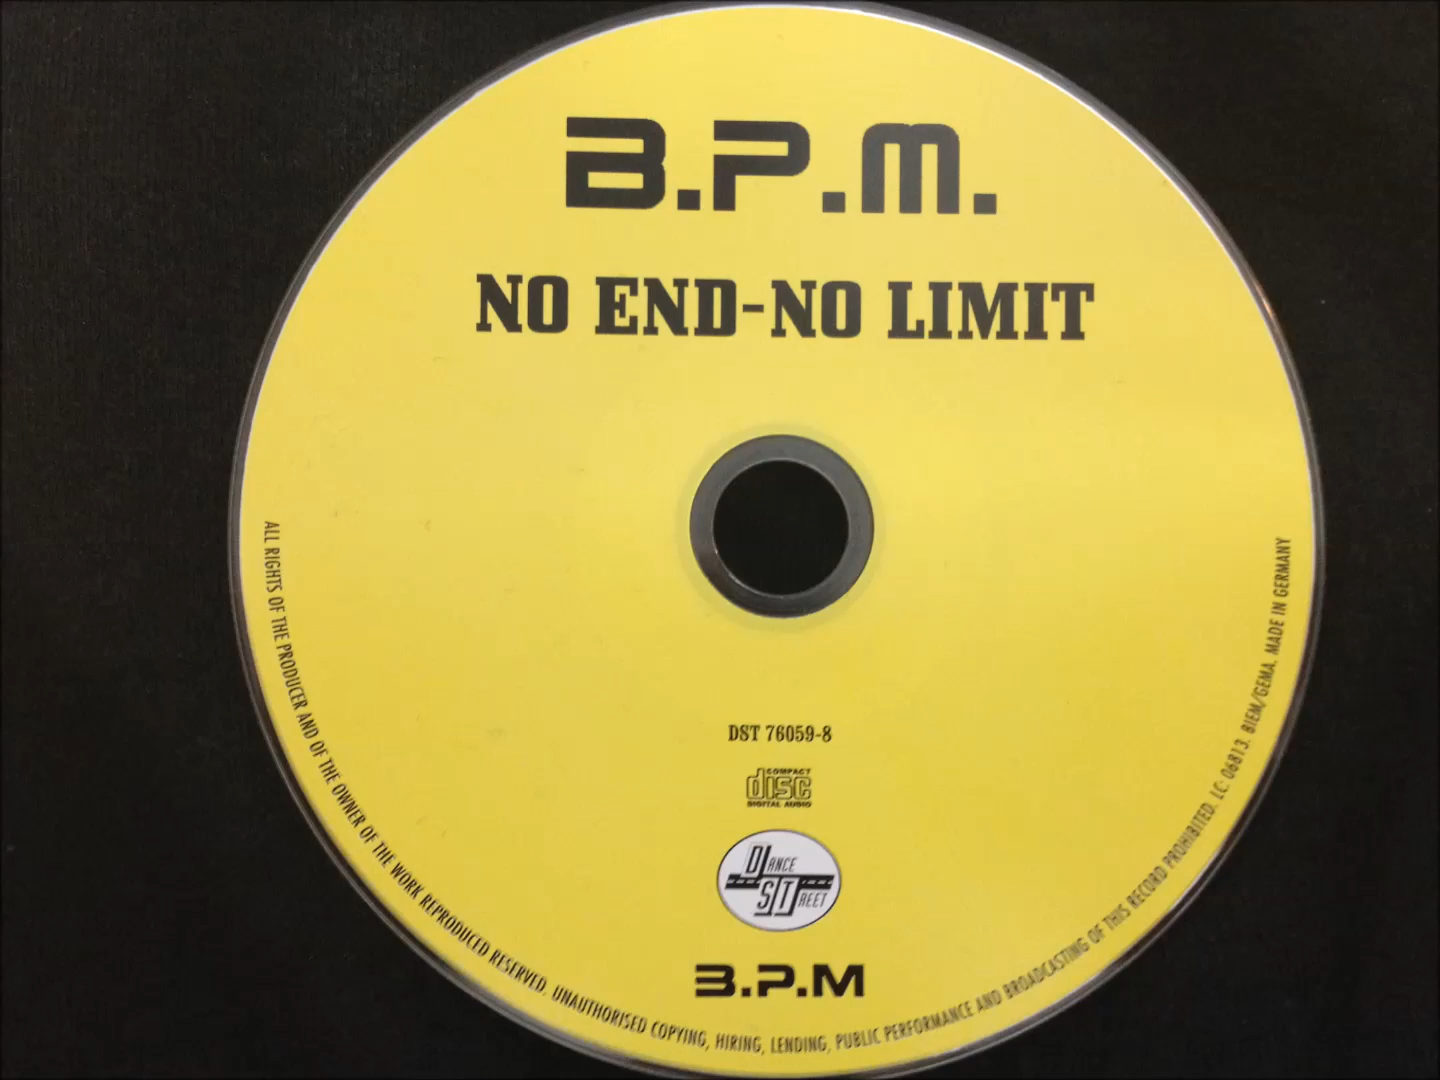 B.P.M.
NO END-NO LIMIT
DST 76059-8
COMPACT
disc
DIGITAL AUDIO
DANCE
STREET
B.P.M
ALL RIGHTS OF THE PRODUCER AND OF THE OWNER OF THE WORK REPRODUCED RESERVED. UNAUTHORISED COPYING, HIRING, LENDING, PUBLIC PERFORMANCE AND BROADCASTING OF THIS RECORD PROHIBITED. LC 06813. BIEM/GEMA. MADE IN GERMANY